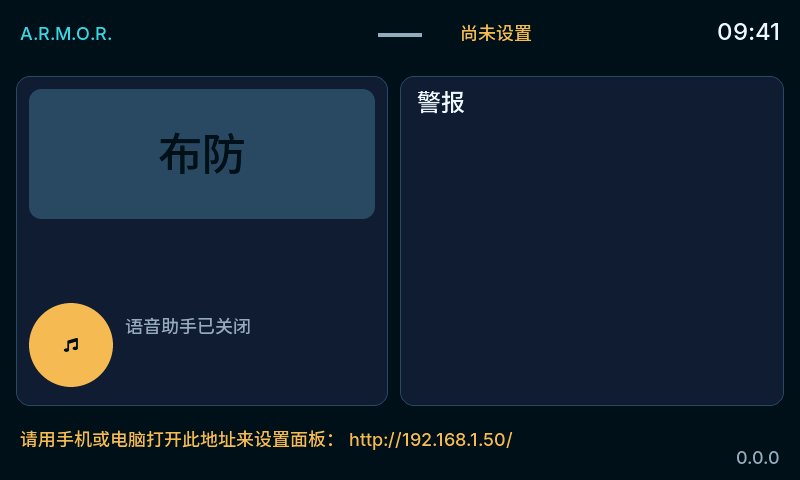 A.R.M.O.R.
尚未设置
09:41
布防
警报
语音助手已关闭
请用手机或电脑打开此地址来设置面板： http://192.168.1.50/
0.0.0